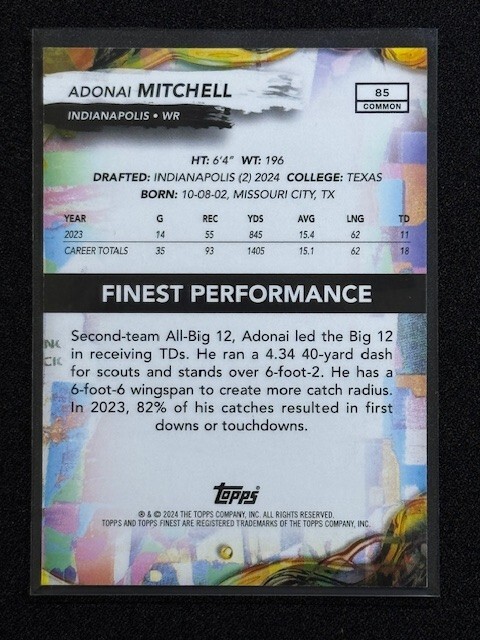 ADONAI MITCHELL
INDIANAPOLIS • WR
85
COMMON
HT: 6'4" WT: 196
DRAFTED: INDIANAPOLIS (2) 2024 COLLEGE: TEXAS
BORN: 10-08-02, MISSOURI CITY, TX
YEAR G REC YDS AVG LNG TD
2023 14 55 845 15.4 62 11
CAREER TOTALS 35 93 1405 15.1 62 18
FINEST PERFORMANCE
Second-team All-Big 12, Adonai led the Big 12
in receiving TDs. He ran a 4.34 40-yard dash
for scouts and stands over 6-foot-2. He has a
6-foot-6 wingspan to create more catch radius.
In 2023, 82% of his catches resulted in first
downs or touchdowns.
Topps
® & © 2024 THE TOPPS COMPANY, INC. ALL RIGHTS RESERVED.
TOPPS AND TOPPS FINEST ARE REGISTERED TRADEMARKS OF THE TOPPS COMPANY, INC.